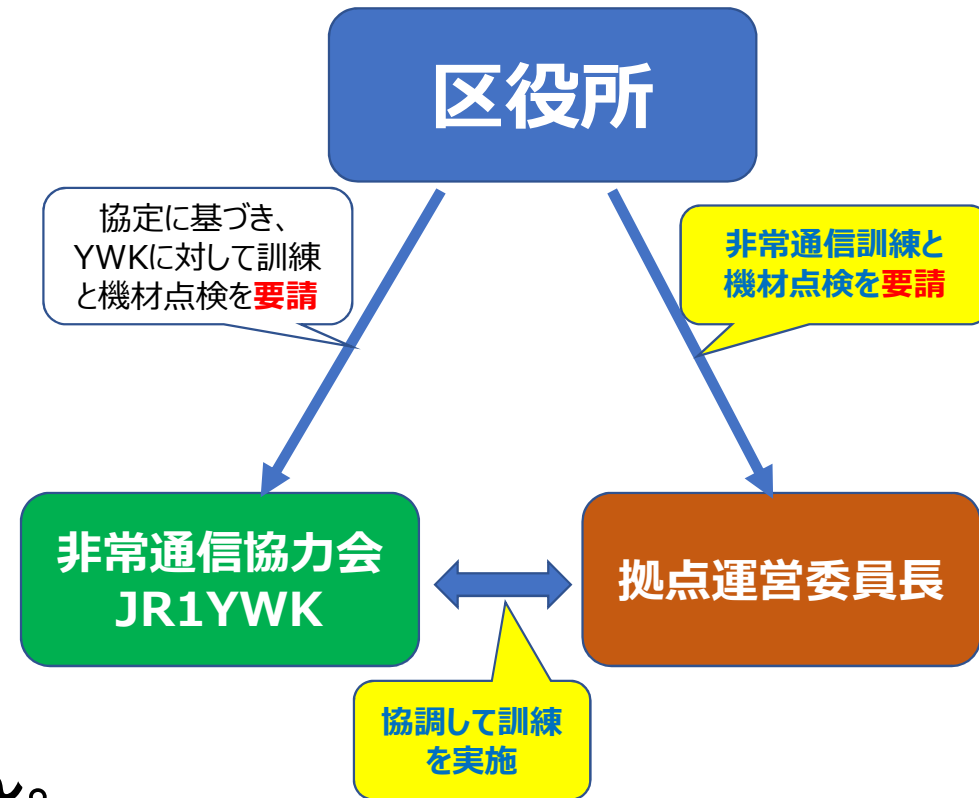 区役所
協定に基づき、
YWKに対して訓練
と機材点検を要請
非常通信訓練と
機材点検を要請
非常通信協力会
JR1YWK
拠点運営委員長
協調して訓練
を実施
。